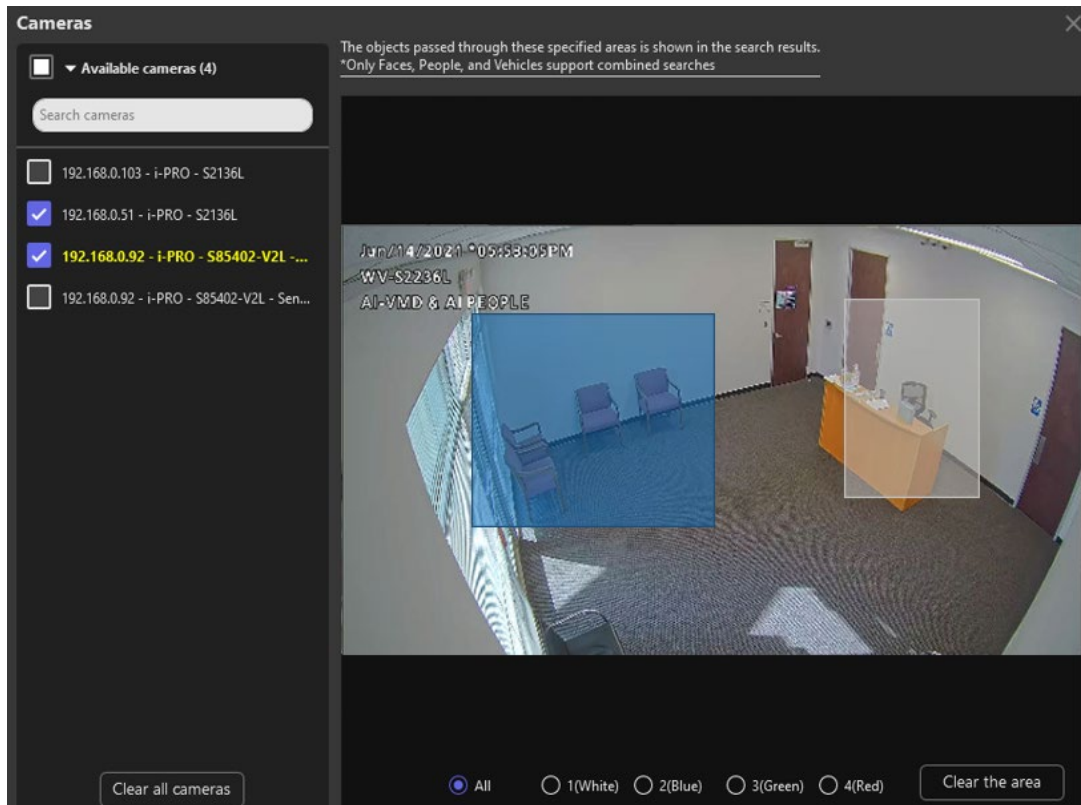 Cameras
Available cameras (4)
Search cameras
192.168.0.103 - i-PRO - S2136L
192.168.0.51 - i-PRO - S2136L
192.168.0.92 - i-PRO - S85402-V2L -...
192.168.0.92 - i-PRO - S85402-V2L - Sen...
Clear all cameras
The objects passed through these specified areas is shown in the search results.
*Only Faces, People, and Vehicles support combined searches
Jun/14/2021 *05:53:05PM
WV-S2236L
AI-VMD & AI PEOPLE
All 1(White) 2(Blue) 3(Green) 4(Red) Clear the area